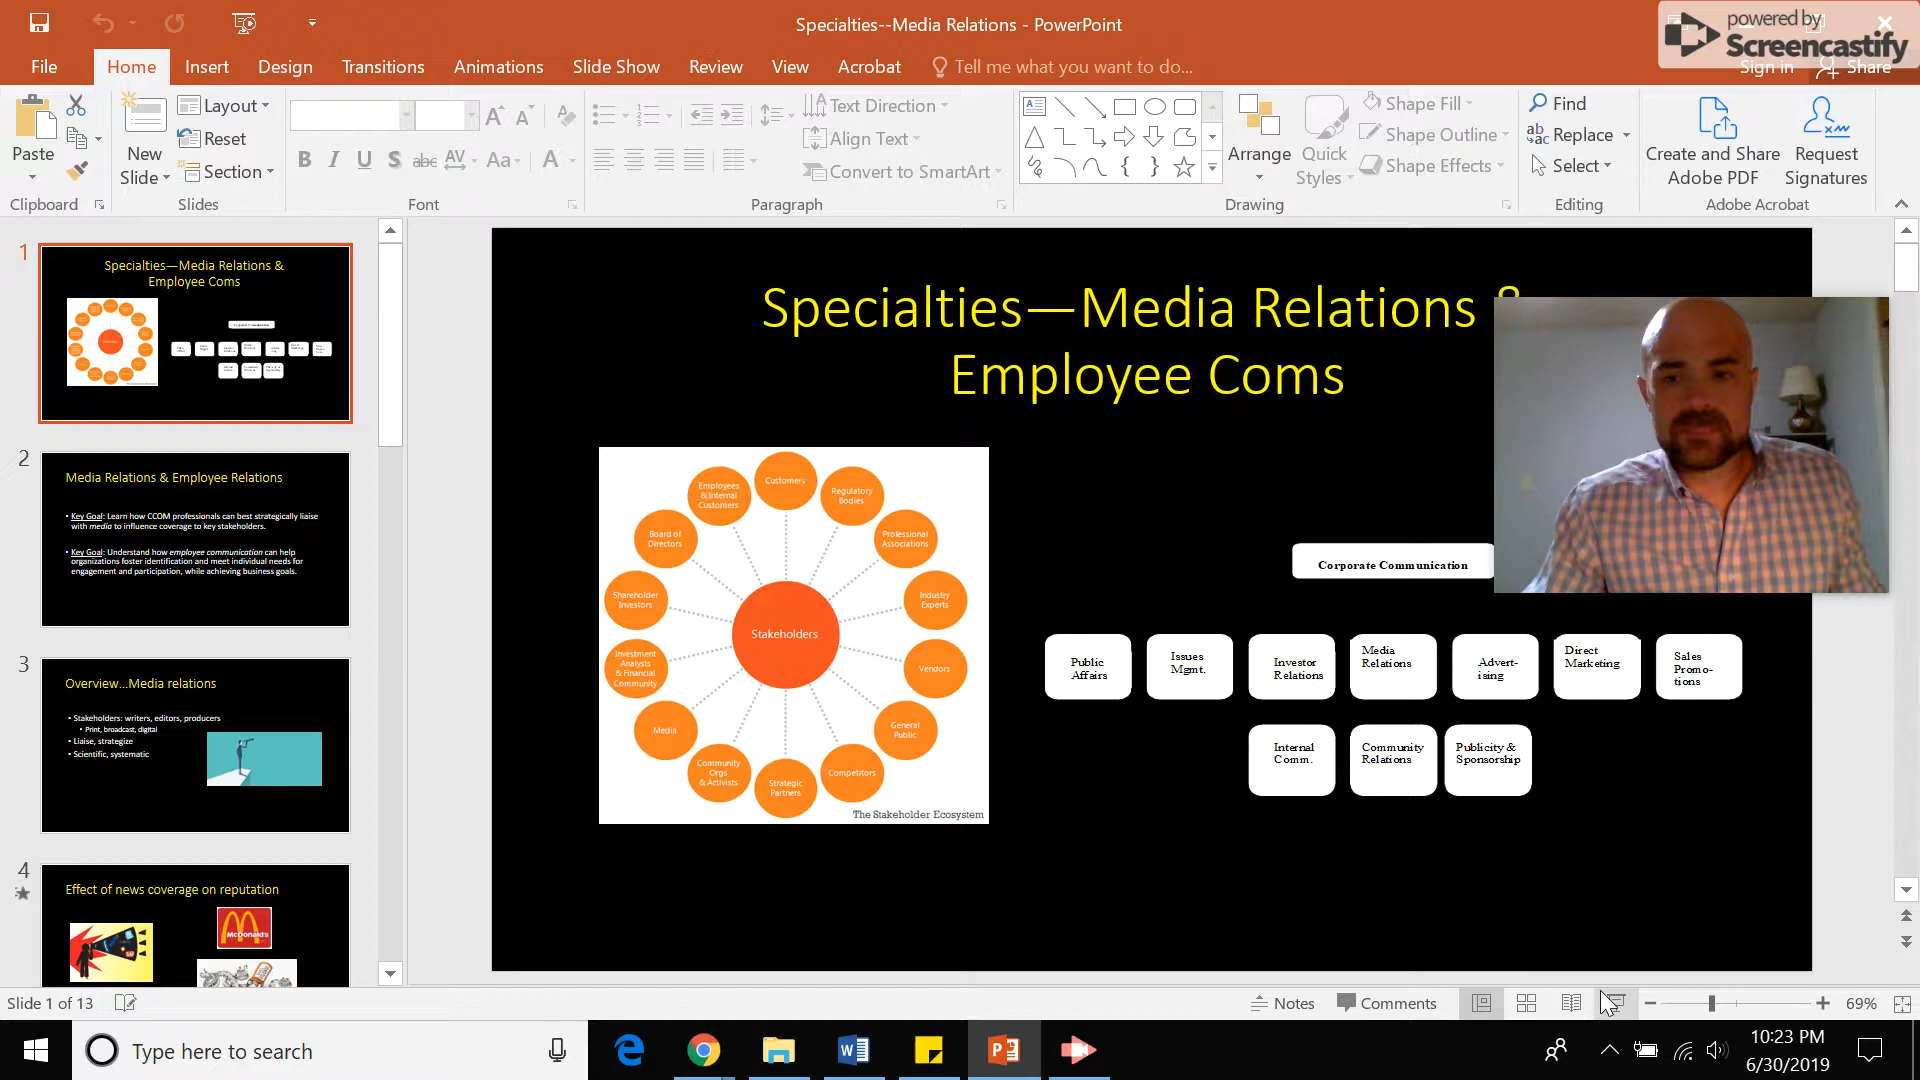 Specialties--Media Relations - PowerPoint
powered by
Screencastify
File
Home
Insert
Design
Transitions
Animations
Slide Show
Review
View
Acrobat
Tell me what you want to do...
Sign in
Share
Paste
Clipboard
New
Slide
Layout
Reset
Section
Slides
B I U S abc AV Aa A
Font
Text Direction
Align Text
Convert to SmartArt
Paragraph
Arrange
Quick
Styles
Shape Fill
Shape Outline
Shape Effects
Drawing
Find
Replace
Select
Editing
Create and Share
Adobe PDF
Request
Signatures
Adobe Acrobat
1
Specialties—Media Relations &
Employee Coms
2
Media Relations & Employee Relations
• Key Goal: Learn how CCOM professionals can best strategically liaise
with media to influence coverage to key stakeholders.
• Key Goal: Understand how employee communication can help
organizations foster identification and meet individual needs for
engagement and participation, while achieving business goals.
3
Overview...Media relations
• Stakeholders: writers, editors, producers
• Print, broadcast, digital
• Liaise, strategize
• Scientific, systematic
4
Effect of news coverage on reputation
McDonald's
Specialties—Media Relations &
Employee Coms
Stakeholders
Customers
Regulatory
Bodies
Professional
Associations
Industry
Experts
Vendors
General
Public
Competitors
Strategic
Partners
Community
Orgs
& Activists
Media
Investment
Analysts
& Financial
Community
Shareholder
Investors
Board of
Directors
Employees
& Internal
Customers
The Stakeholder Ecosystem
Corporate Communication
Public
Affairs
Issues
Mgmt.
Investor
Relations
Media
Relations
Advert-
ising
Direct
Marketing
Sales
Promo-
tions
Internal
Comm.
Community
Relations
Publicity &
Sponsorship
Slide 1 of 13
Notes
Comments
69%
Type here to search
10:23 PM
6/30/2019